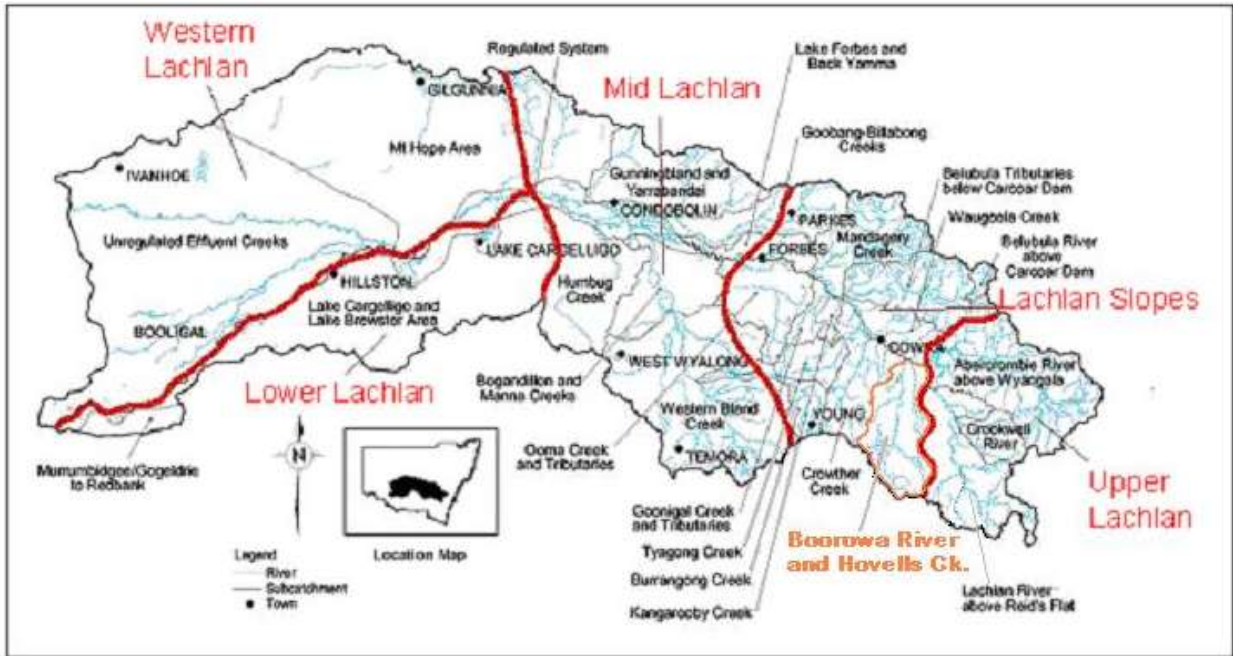 Western
Lachlan
Regulated System
Lake Forbes and
Back Yamma
GILGUNNIA
Mid Lachlan
Goobang-Billabong
Creeks
Mt Hope Area
IVANHOE
Gunningbland and
Yarrabandai
CONDOBOLIN
Belubula Tributaries
below Carcoar Dam
PARKES
Waugoola Creek
Mandagery
Creek
Belubula River
above
Carcoar Dam
Unregulated Effluent Creeks
LAKE CARGELLIGO
FORBES
HILLSTON
Humbug
Creek
Lachlan Slopes
Lake Cargelligo and
Lake Brewster Area
BOOLIGAL
COW
WEST WYALONG
Abercrombie River
above Wyangala
Lower Lachlan
Bogandillon and
Manna Creeks
Western Bland
Creek
YOUNG
Crookwell
River
N
Murrumbidgee/Gogeldrie
to Redbank
Ooma Creek
and Tributaries
TEMORA
Crowther
Creek
Upper
Lachlan
Goonigal Creek
and Tributaries
Boorowa River
and Hovells Ck.
Legend
River
Subcatchment
Town
Location Map
Tyagong Creek
Burrangong Creek
Kangarooby Creek
Lachlan River
above Reid's Flat